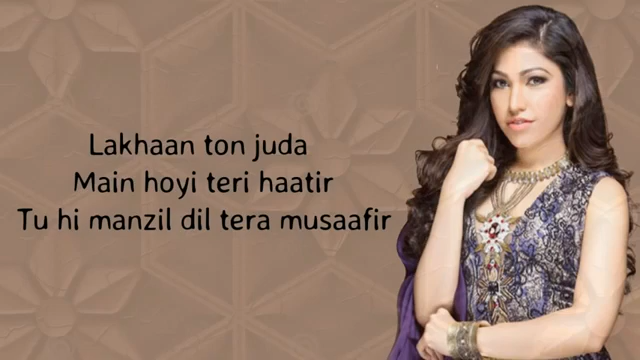 Lakhaan ton juda
Main hoyi teri haatir
Tu hi manzil dil tera musaafir